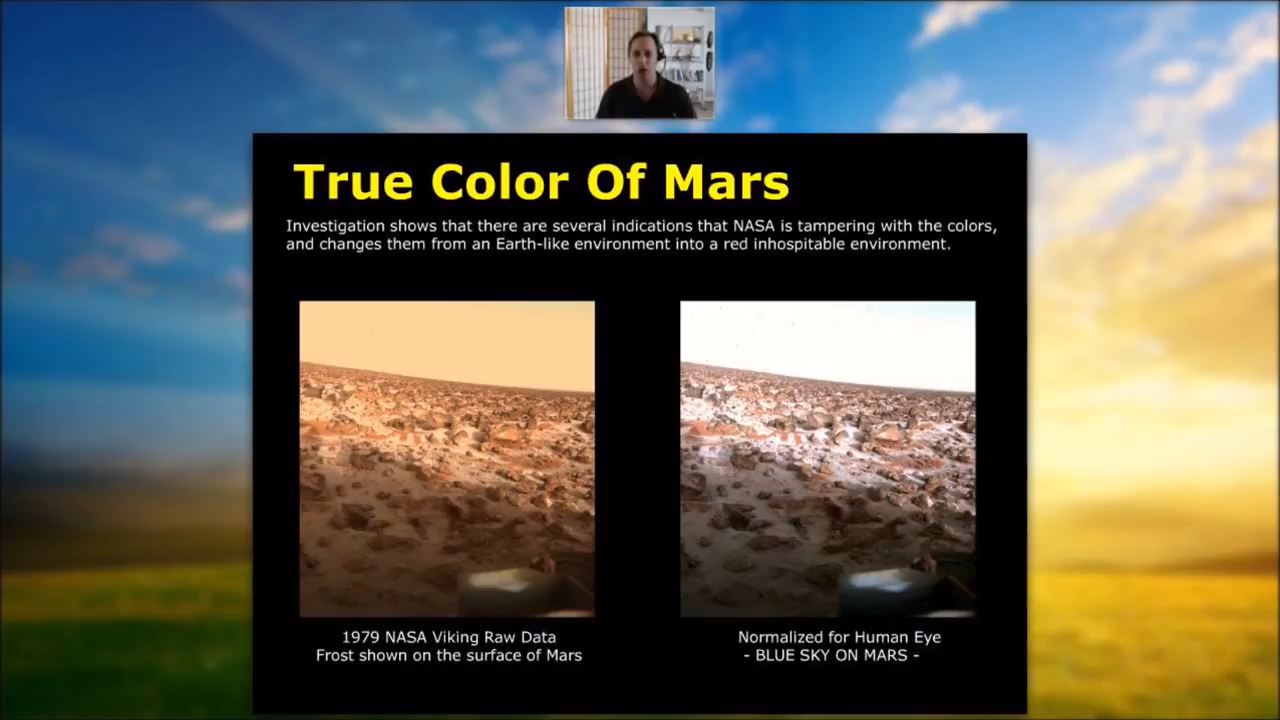 True Color Of Mars
Investigation shows that there are several indications that NASA is tampering with the colors,
and changes them from an Earth-like environment into a red inhospitable environment.
1979 NASA Viking Raw Data
Frost shown on the surface of Mars
Normalized for Human Eye
- BLUE SKY ON MARS -